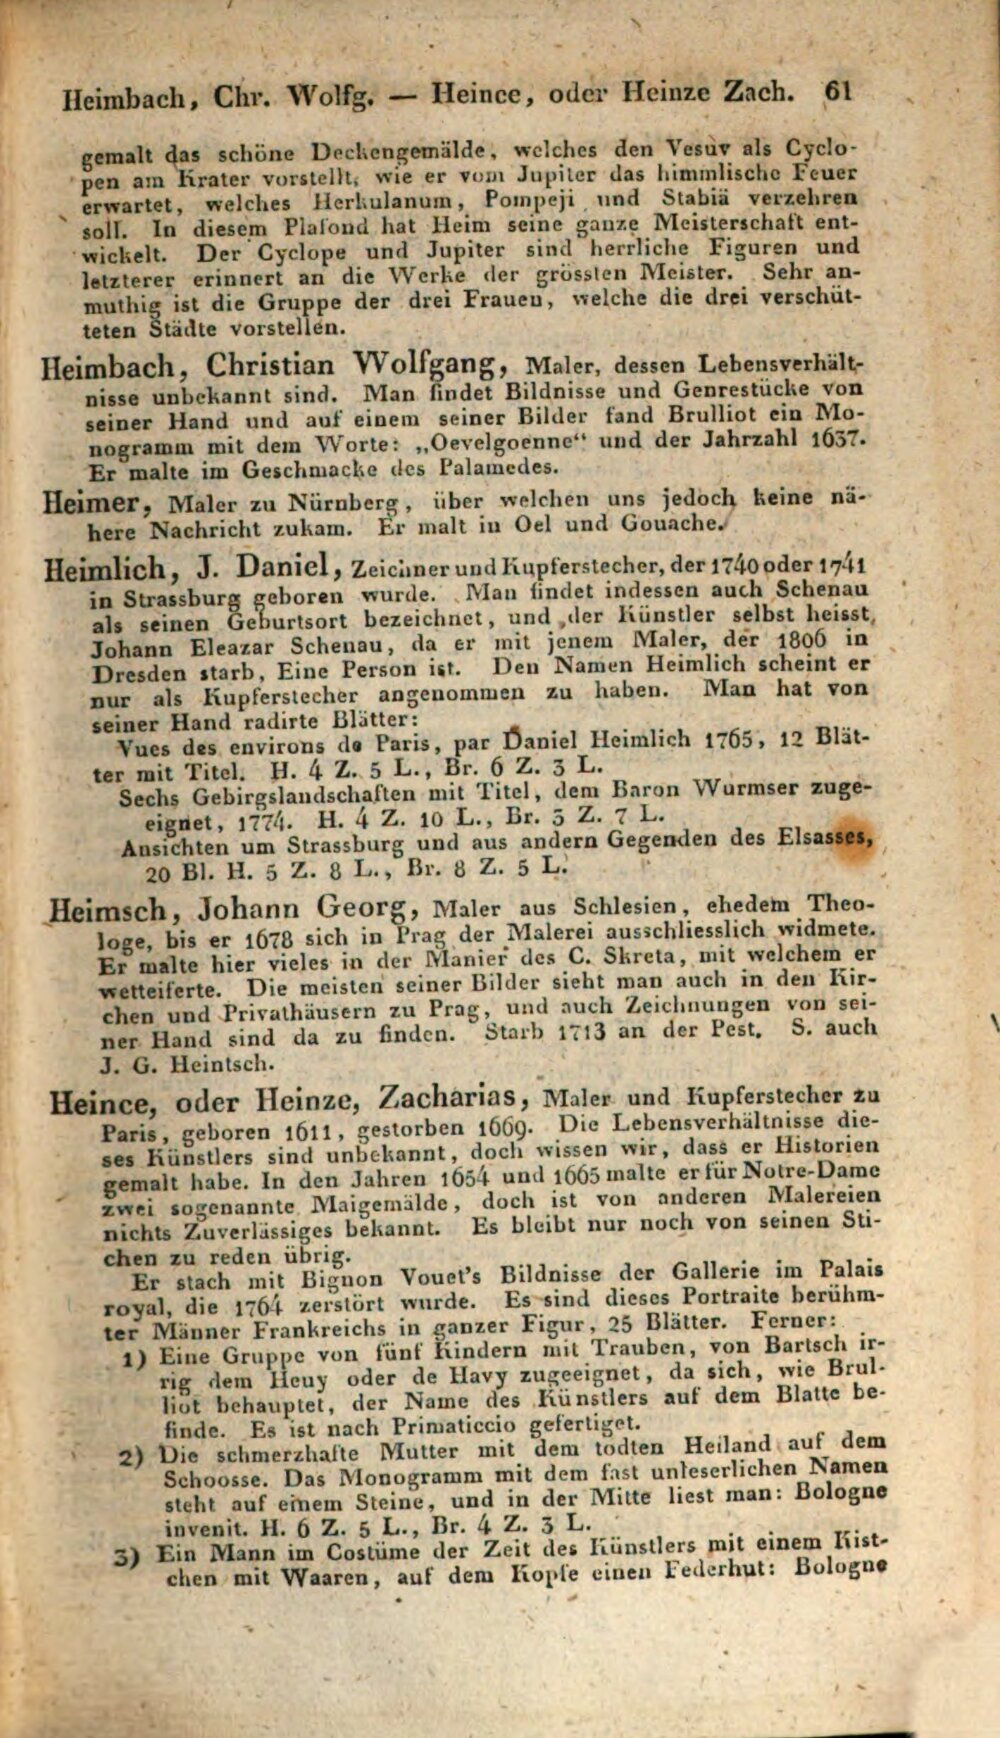 Heimbach, Chr. Wolfg. — Heince, oder Heinze Zach. 61
gemalt das schöne Deckengemälde, welches den Vesuv als Cyclo-
pen am Krater vorstellt, wie er vom Jupiter das himmlische Feuer
erwartet, welches Herkulanum, Pompeji und Stabiä verzehren
soll. In diesem Plafond hat Heim seine ganze Meisterschaft ent-
wickelt. Der Cyclope und Jupiter sind herrliche Figuren und
letzterer erinnert an die Werke der grössten Meister. Sehr an-
muthig ist die Gruppe der drei Frauen, welche die drei verschüt-
teten Städte vorstellen.
Heimbach, Christian Wolfgang, Maler, dessen Lebensverhält-
nisse unbekannt sind. Man findet Bildnisse und Genrestücke von
seiner Hand und auf einem seiner Bilder fand Brulliot ein Mo-
nogramm mit dem Worte: „Oevelgoenne“ und der Jahrzahl 1637.
Er malte im Geschmacke des Palamedes.
Heimer, Maler zu Nürnberg, über welchen uns jedoch keine nä-
here Nachricht zukam. Er malt in Oel und Gouache.
Heimlich, J. Daniel, Zeichner und Kupferstecher, der 1740 oder 1741
in Strassburg geboren wurde. Man findet indessen auch Schenau
als seinen Geburtsort bezeichnet, und der Künstler selbst heisst,
Johann Eleazar Schenau, da er mit jenem Maler, der 1806 in
Dresden starb, Eine Person ist. Den Namen Heimlich scheint er
nur als Kupferstecher angenommen zu haben. Man hat von
seiner Hand radirte Blätter:
Vues des environs de Paris, par Daniel Heimlich 1765, 12 Blät-
ter mit Titel. H. 4 Z. 5 L., Br. 6 Z. 3 L.
Sechs Gebirgslandschaften mit Titel, dem Baron Wurmser zuge-
eignet, 1774. H. 4 Z. 10 L., Br. 3 Z. 7 L.
Ansichten um Strassburg und aus andern Gegenden des Elsasses,
20 Bl. H. 5 Z. 8 L., Br. 8 Z. 5 L.
Heimsch, Johann Georg, Maler aus Schlesien, ehedem Theo-
loge, bis er 1678 sich in Prag der Malerei ausschliesslich widmete.
Er malte hier vieles in der Manier des C. Skreta, mit welchem er
wetteiferte. Die meisten seiner Bilder sieht man auch in den Kir-
chen und Privathäusern zu Prag, und auch Zeichnungen von sei-
ner Hand sind da zu finden. Starb 1713 an der Pest. S. auch
J. G. Heintsch.
Heince, oder Heinze, Zacharias, Maler und Kupferstecher zu
Paris, geboren 1611, gestorben 1669. Die Lebensverhältnisse die-
ses Künstlers sind unbekannt, doch wissen wir, dass er Historien
gemalt habe. In den Jahren 1654 und 1665 malte er für Notre-Dame
zwei sogenannte Maigemälde, doch ist von anderen Malereien
nichts Zuverlässiges bekannt. Es bleibt nur noch von seinen Sti-
chen zu reden übrig.
Er stach mit Bignon Vouet's Bildnisse der Gallerie im Palais
royal, die 1764 zerstört wurde. Es sind dieses Portraite berühm-
ter Männer Frankreichs in ganzer Figur, 25 Blätter. Ferner:
1) Eine Gruppe von fünf Kindern mit Trauben, von Bartsch ir-
rig dem Heuy oder de Havy zugeeignet, da sich, wie Brul-
liot behauptet, der Name des Künstlers auf dem Blatte be-
finde. Es ist nach Primaticcio gefertiget.
2) Die schmerzhafte Mutter mit dem todten Heiland auf dem
Schoosse. Das Monogramm mit dem fast unleserlichen Namen
steht auf einem Steine, und in der Mitte liest man: Bologne
invenit. H. 6 Z. 5 L., Br. 4 Z. 3 L.
3) Ein Mann im Costüme der Zeit des Künstlers mit einem Kist-
chen mit Waaren, auf dem Kopfe einen Federhut: Bologne